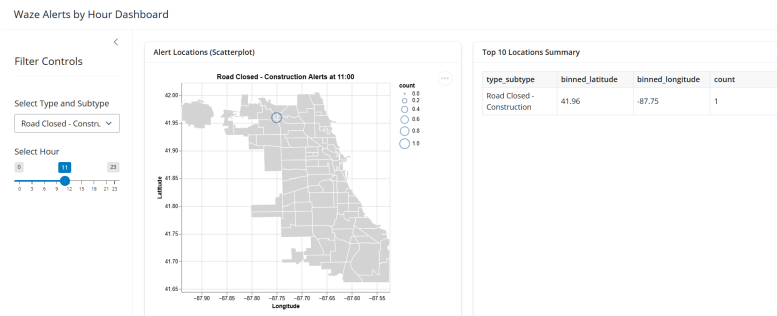 Waze Alerts by Hour Dashboard
Filter Controls
Select Type and Subtype
Road Closed - Constru
Select Hour
0 11 23
0 3 6 9 12 15 18 21 23
Alert Locations (Scatterplot)
Road Closed - Construction Alerts at 11:00
Latitude
42.00
41.95
41.90
41.85
41.80
41.75
41.70
41.65
−87.90 −87.85 −87.80 −87.75 −87.70 −87.65 −87.60 −87.55
Longitude
count
0.0
0.2
0.4
0.6
0.8
1.0
Top 10 Locations Summary
type_subtype binned_latitude binned_longitude count
Road Closed -
Construction 41.96 -87.75 1